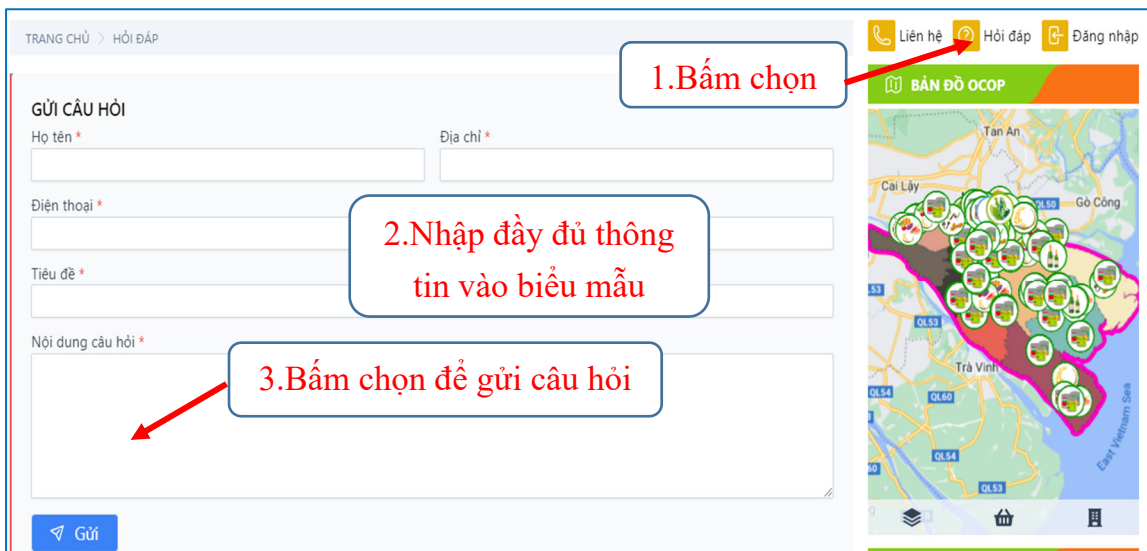 TRANG CHỦ > HỎI ĐÁP
Liên hệ Hỏi đáp Đăng nhập
1.Bấm chọn
BẢN ĐỒ OCOP
GỬI CÂU HỎI
Họ tên * Địa chỉ *
Điện thoại *
2.Nhập đầy đủ thông
tin vào biểu mẫu
Tiêu đề *
Nội dung câu hỏi *
3.Bấm chọn để gửi câu hỏi
Gửi
Tan An
Cai Lậy
QL50
Gò Công
53
QL53
Trà Vinh
QL54
QL60
East Vietnam Sea
QL54
60
QL53